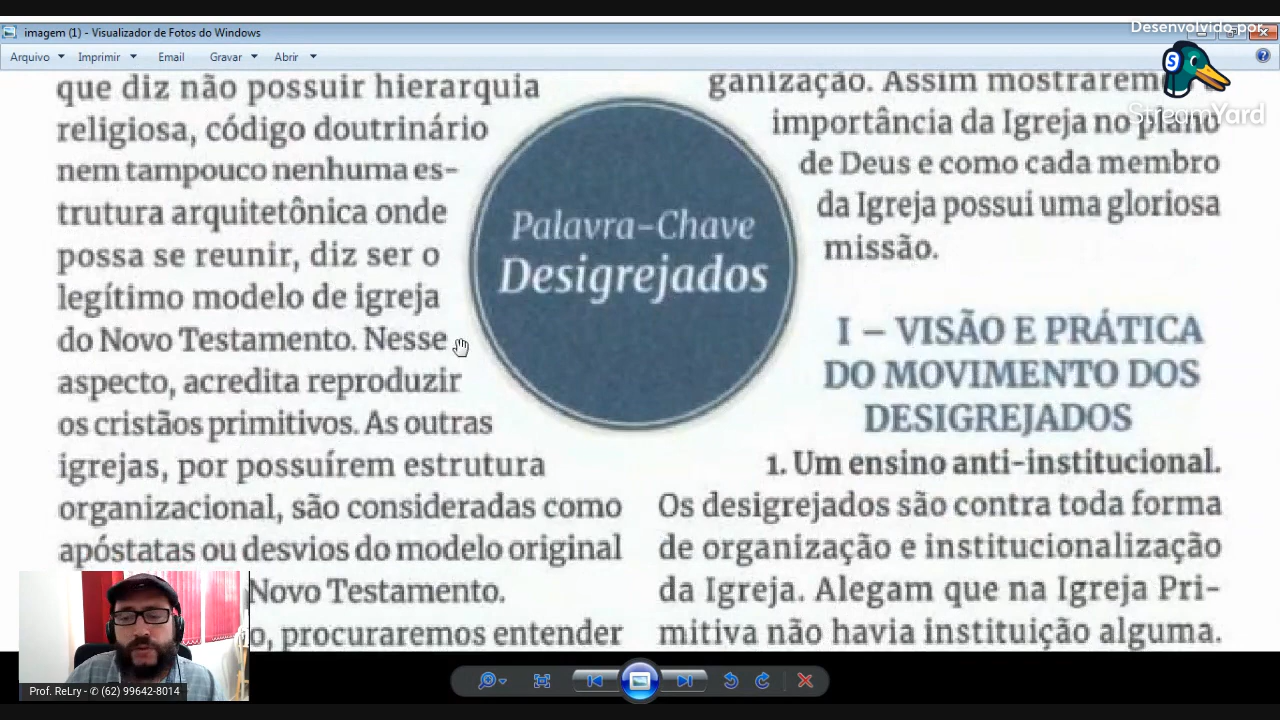 imagem (1) - Visualizador de Fotos do Windows
Desenvolvido por
StreamYard
Arquivo Imprimir Email Gravar Abrir
que diz não possuir hierarquia
religiosa, código doutrinário
nem tampouco nenhuma es-
trutura arquitetônica onde
possa se reunir, diz ser o
legítimo modelo de igreja
do Novo Testamento. Nesse
aspecto, acredita reproduzir
os cristãos primitivos. As outras
igrejas, por possuírem estrutura
organizacional, são consideradas como
apóstatas ou desvios do modelo original
Novo Testamento.
o, procuraremos entender
Palavra-Chave
Desigrejados
ganização. Assim mostraremos
importância da Igreja no plano
de Deus e como cada membro
da Igreja possui uma gloriosa
missão.
I – VISÃO E PRÁTICA
DO MOVIMENTO DOS
DESIGREJADOS
1. Um ensino anti-institucional.
Os desigrejados são contra toda forma
de organização e institucionalização
da Igreja. Alegam que na Igreja Pri-
mitiva não havia instituição alguma.
Prof. ReLry - ✆ (62) 99642-8014